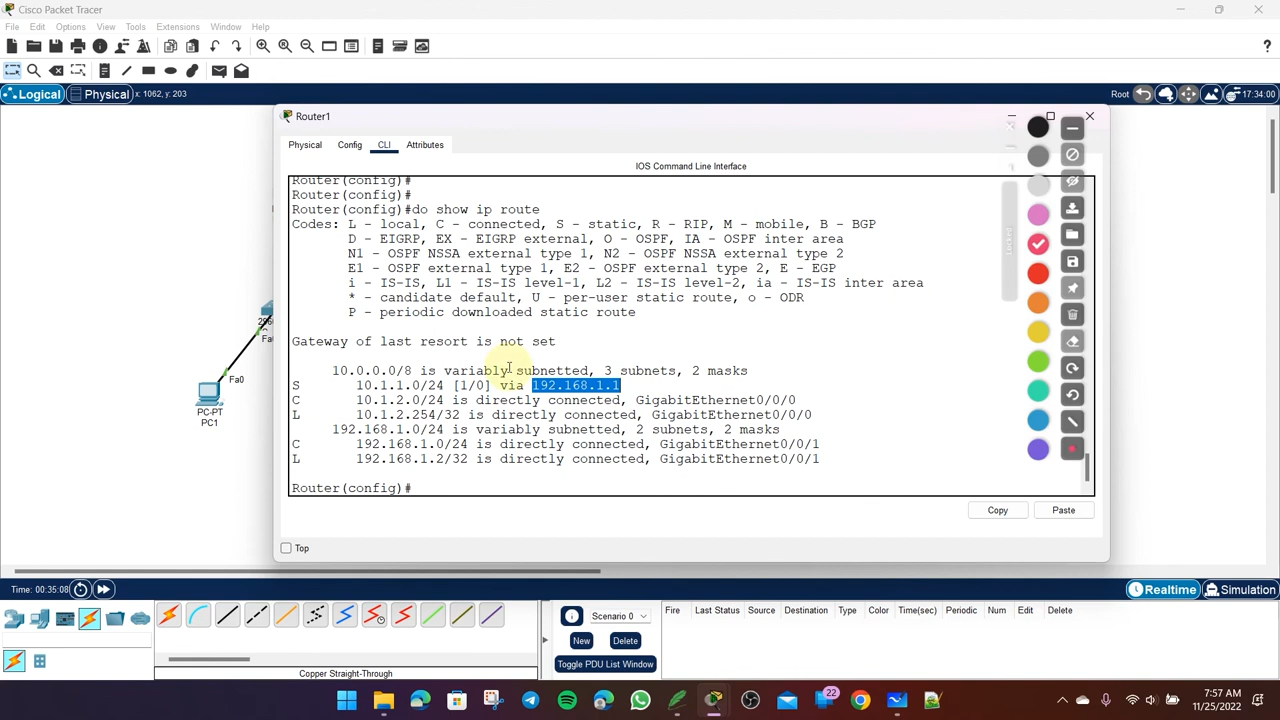 Cisco Packet Tracer
File Edit Options View Tools Extensions Window Help
Logical Physical x: 1062, y: 203 Root 17:34:00
Router1
Physical Config CLI Attributes
IOS Command Line Interface
Router(config)#
Router(config)#
Router(config)#do show ip route
Codes: L - local, C - connected, S - static, R - RIP, M - mobile, B - BGP
D - EIGRP, EX - EIGRP external, O - OSPF, IA - OSPF inter area
N1 - OSPF NSSA external type 1, N2 - OSPF NSSA external type 2
E1 - OSPF external type 1, E2 - OSPF external type 2, E - EGP
i - IS-IS, L1 - IS-IS level-1, L2 - IS-IS level-2, ia - IS-IS inter area
* - candidate default, U - per-user static route, o - ODR
P - periodic downloaded static route
Gateway of last resort is not set
10.0.0.0/8 is variably subnetted, 3 subnets, 2 masks
S 10.1.1.0/24 [1/0] via 192.168.1.1
C 10.1.2.0/24 is directly connected, GigabitEthernet0/0/0
L 10.1.2.254/32 is directly connected, GigabitEthernet0/0/0
192.168.1.0/24 is variably subnetted, 2 subnets, 2 masks
C 192.168.1.0/24 is directly connected, GigabitEthernet0/0/1
L 192.168.1.2/32 is directly connected, GigabitEthernet0/0/1
Router(config)#
Copy Paste
Top
296
Fa
Fa0
PC-PT
PC1
Time: 00:35:08 Realtime Simulation
Scenario 0
New Delete
Toggle PDU List Window
Fire Last Status Source Destination Type Color Time(sec) Periodic Num Edit Delete
Copper Straight-Through
22
7:57 AM
11/25/2022